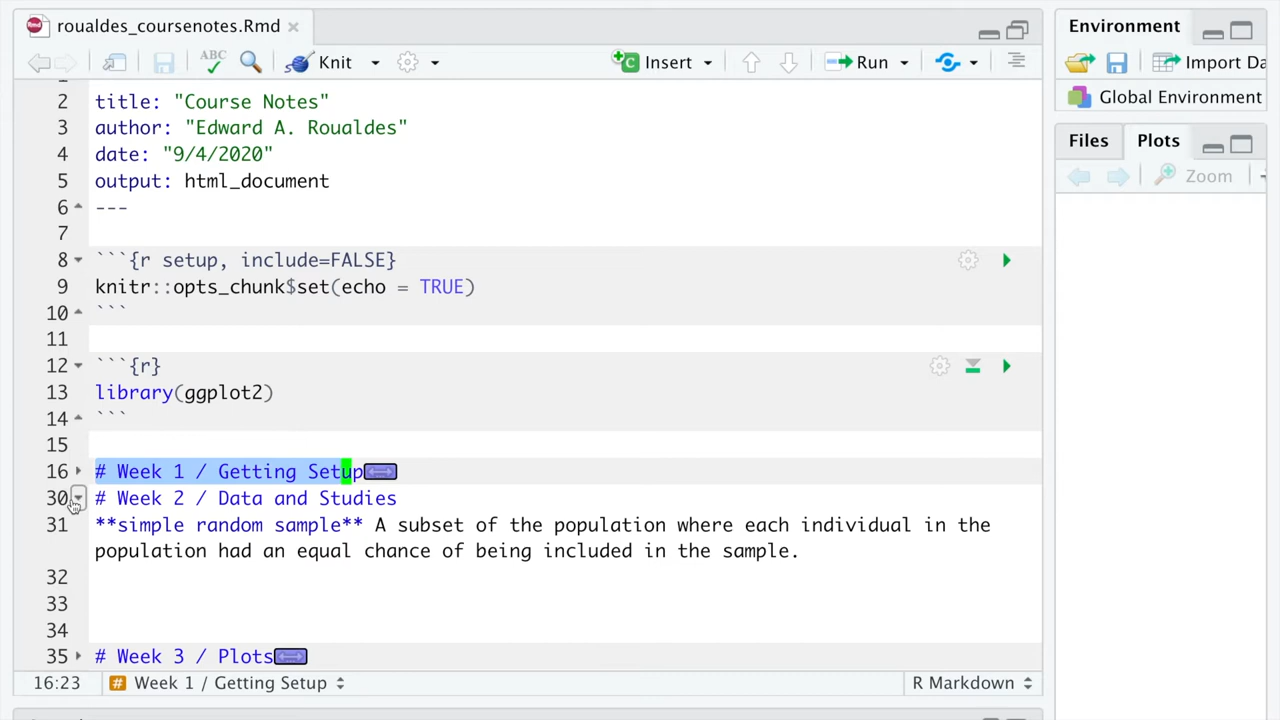 roualdes_coursenotes.Rmd
Environment
ABC
Knit
Insert
Run
Import Da
Global Environment
Files
Plots
Zoom
2 title: "Course Notes"
3 author: "Edward A. Roualdes"
4 date: "9/4/2020"
5 output: html_document
6 ---
7
8 ```{r setup, include=FALSE}
9 knitr::opts_chunk$set(echo = TRUE)
10 ```
11
12 ```{r}
13 library(ggplot2)
14 ```
15
16 # Week 1 / Getting Setup
30 # Week 2 / Data and Studies
31 **simple random sample** A subset of the population where each individual in the
population had an equal chance of being included in the sample.
32
33
34
35 # Week 3 / Plots
16:23
# Week 1 / Getting Setup
R Markdown